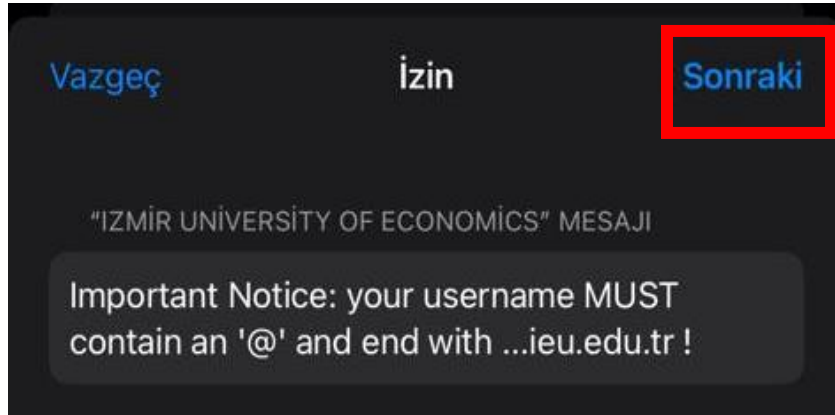 Vazgeç İzin Sonraki
“IZMİR UNİVERSİTY OF ECONOMİCS” MESAJI
Important Notice: your username MUST
contain an '@' and end with ...ieu.edu.tr !